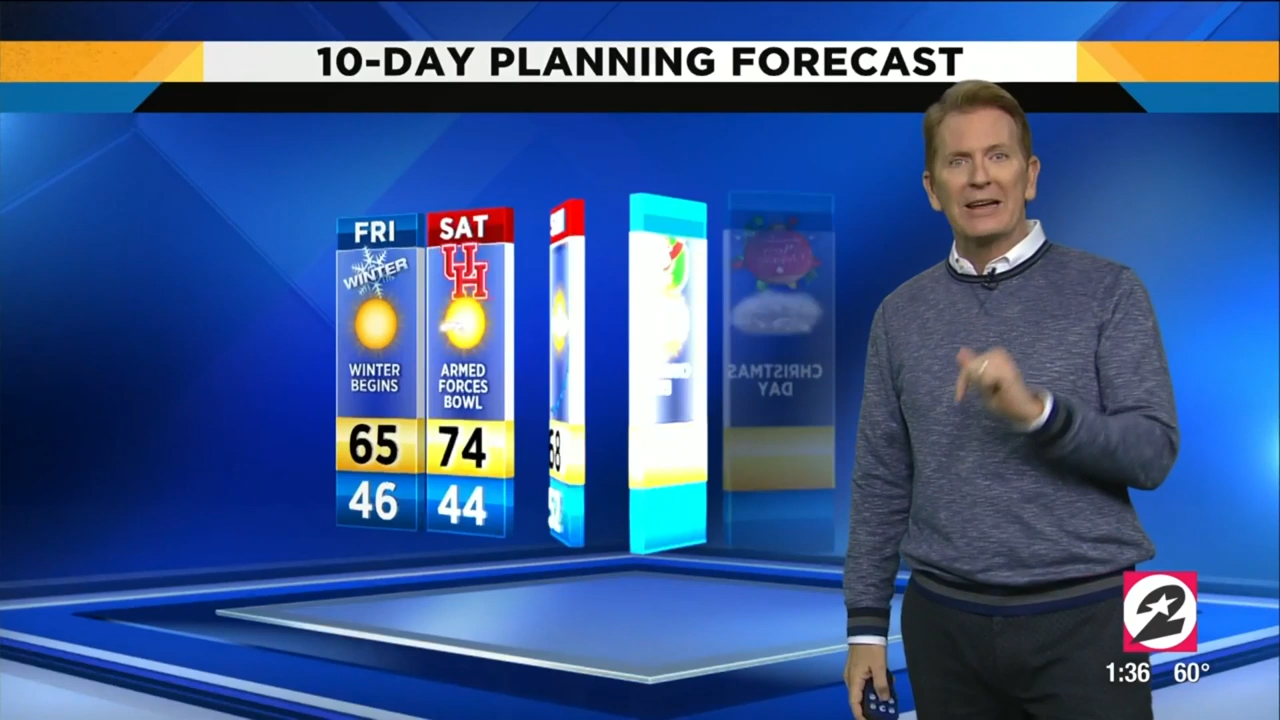 10-DAY PLANNING FORECAST
FRI
WINTER
WINTER
BEGINS
65
46
SAT
UH
ARMED
FORCES
BOWL
74
44
68
CHRISTMAS
DAY
2
1:36 60°